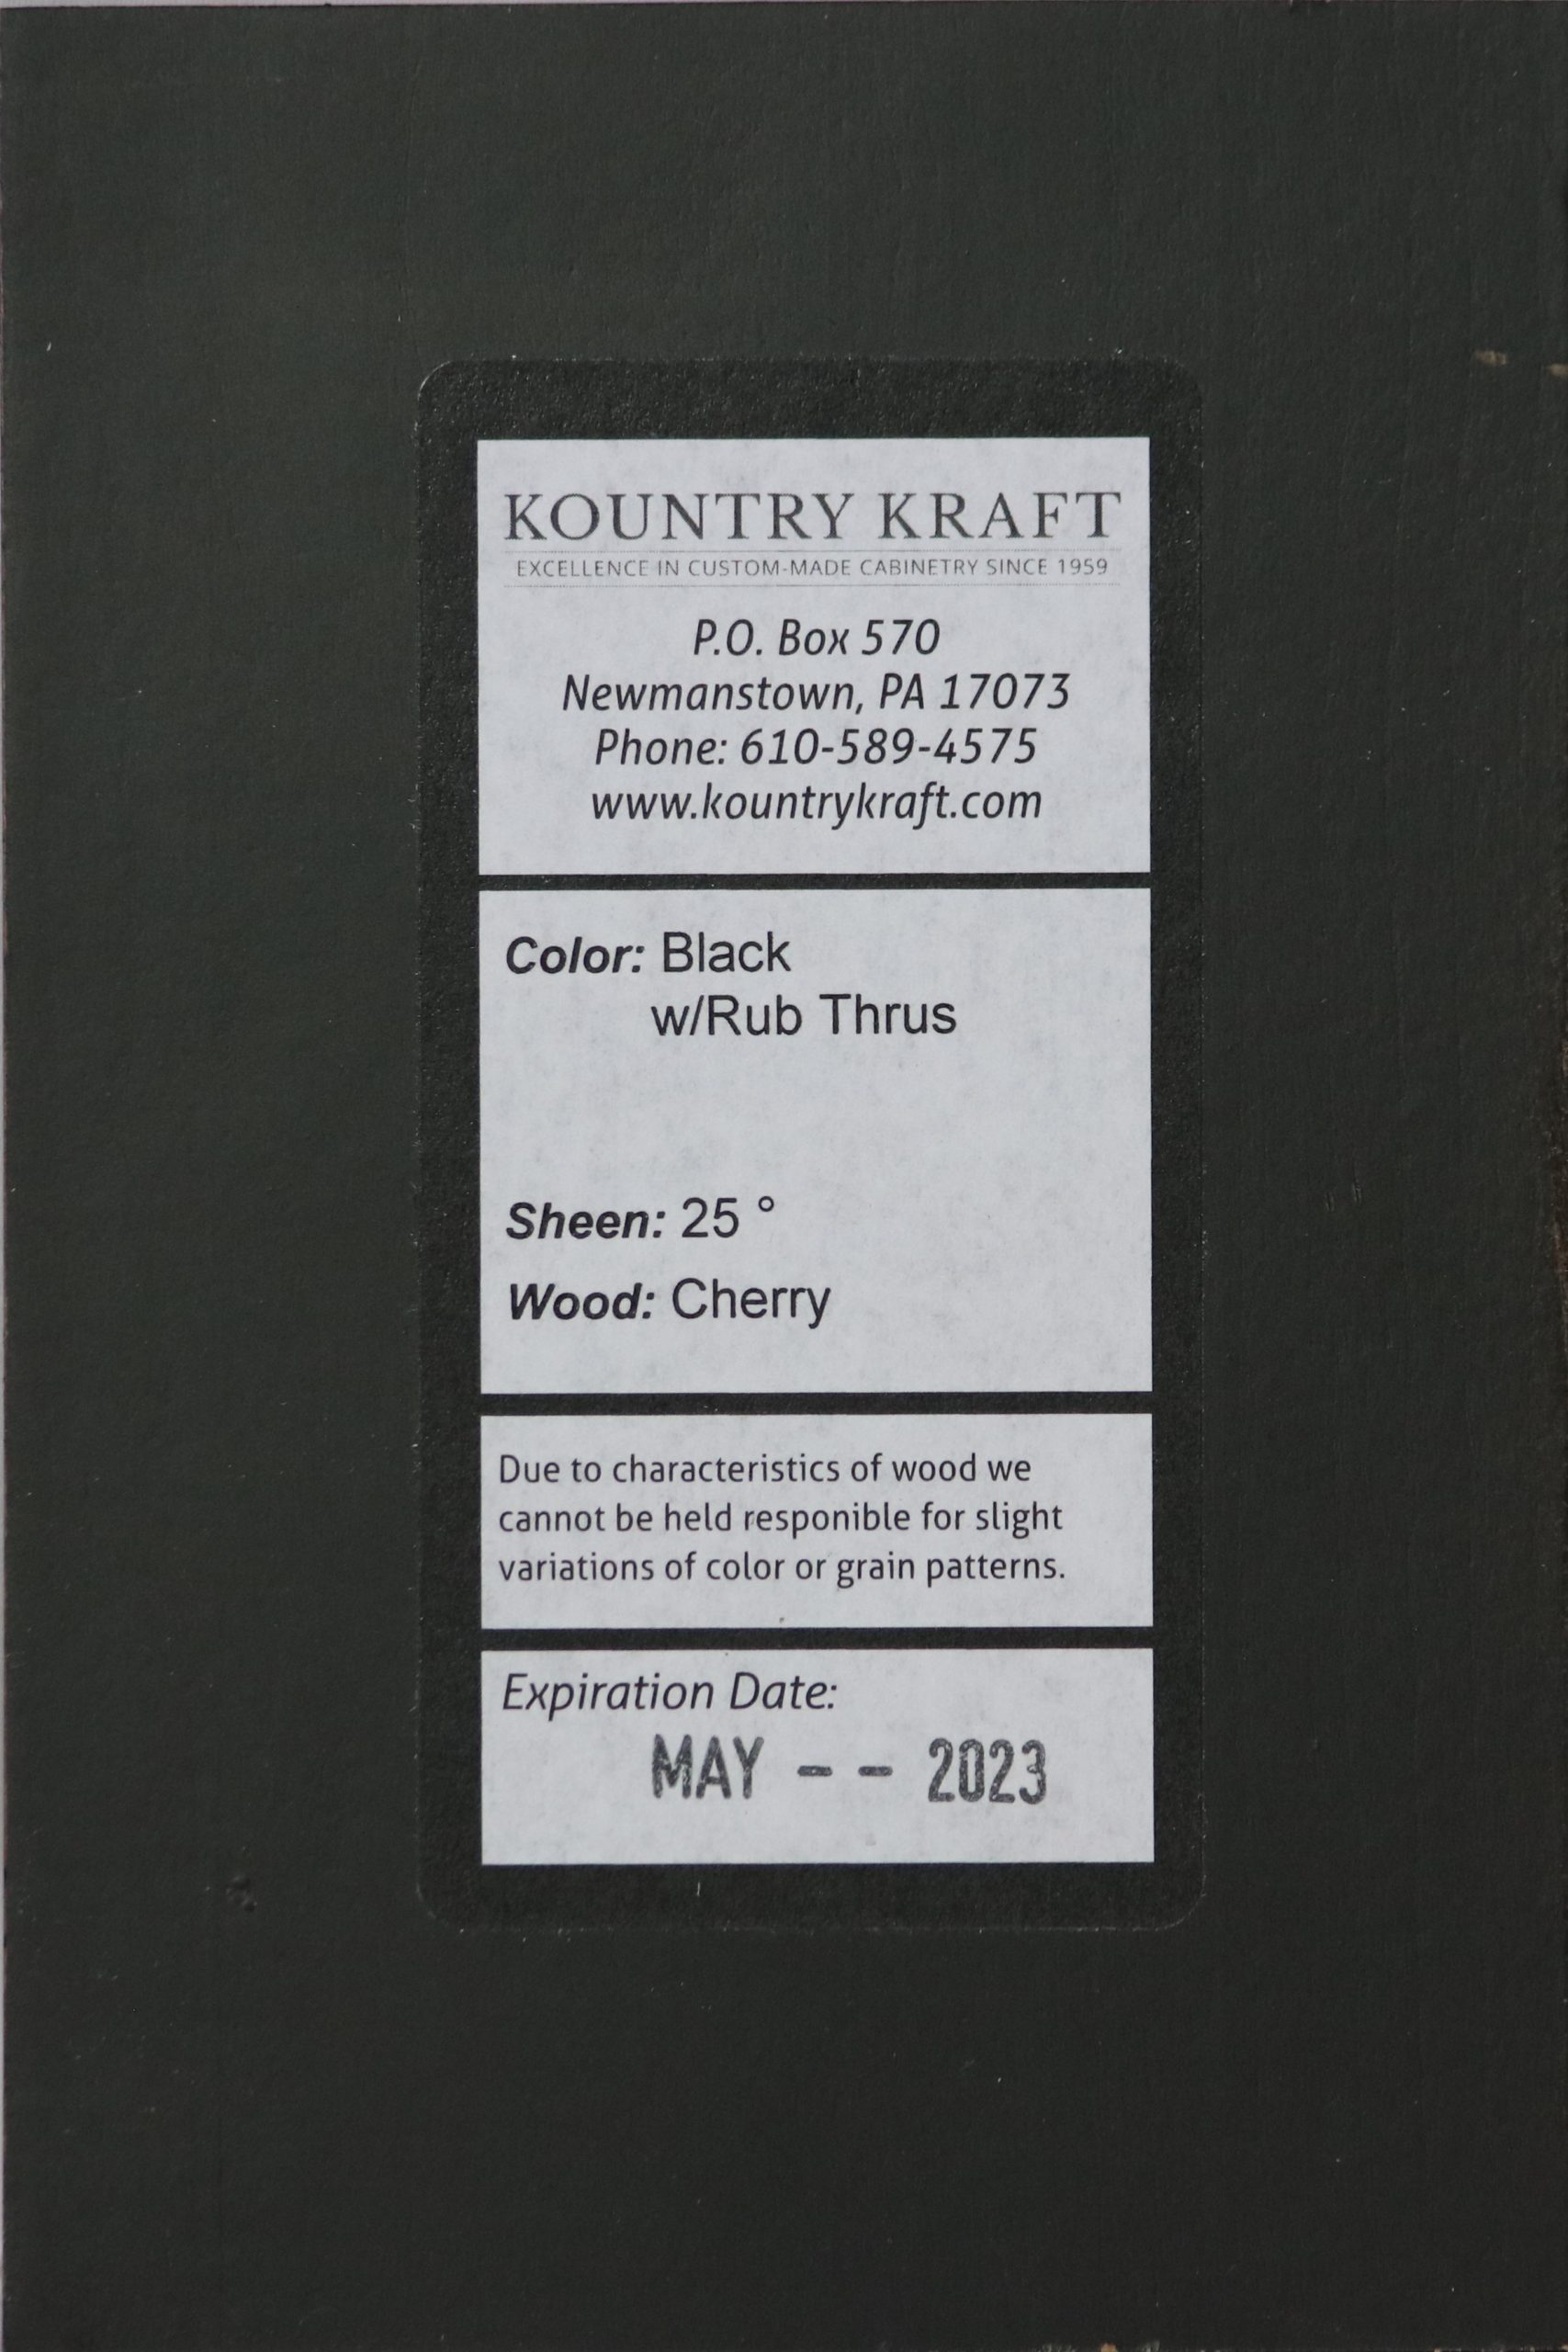 KOUNTRY KRAFT
EXCELLENCE IN CUSTOM-MADE CABINETRY SINCE 1959
P.O. Box 570
Newmanstown, PA 17073
Phone: 610-589-4575
www.kountrykraft.com
Color: Black
w/Rub Thrus
Sheen: 25 °
Wood: Cherry
Due to characteristics of wood we
cannot be held responible for slight
variations of color or grain patterns.
Expiration Date:
MAY - - 2023